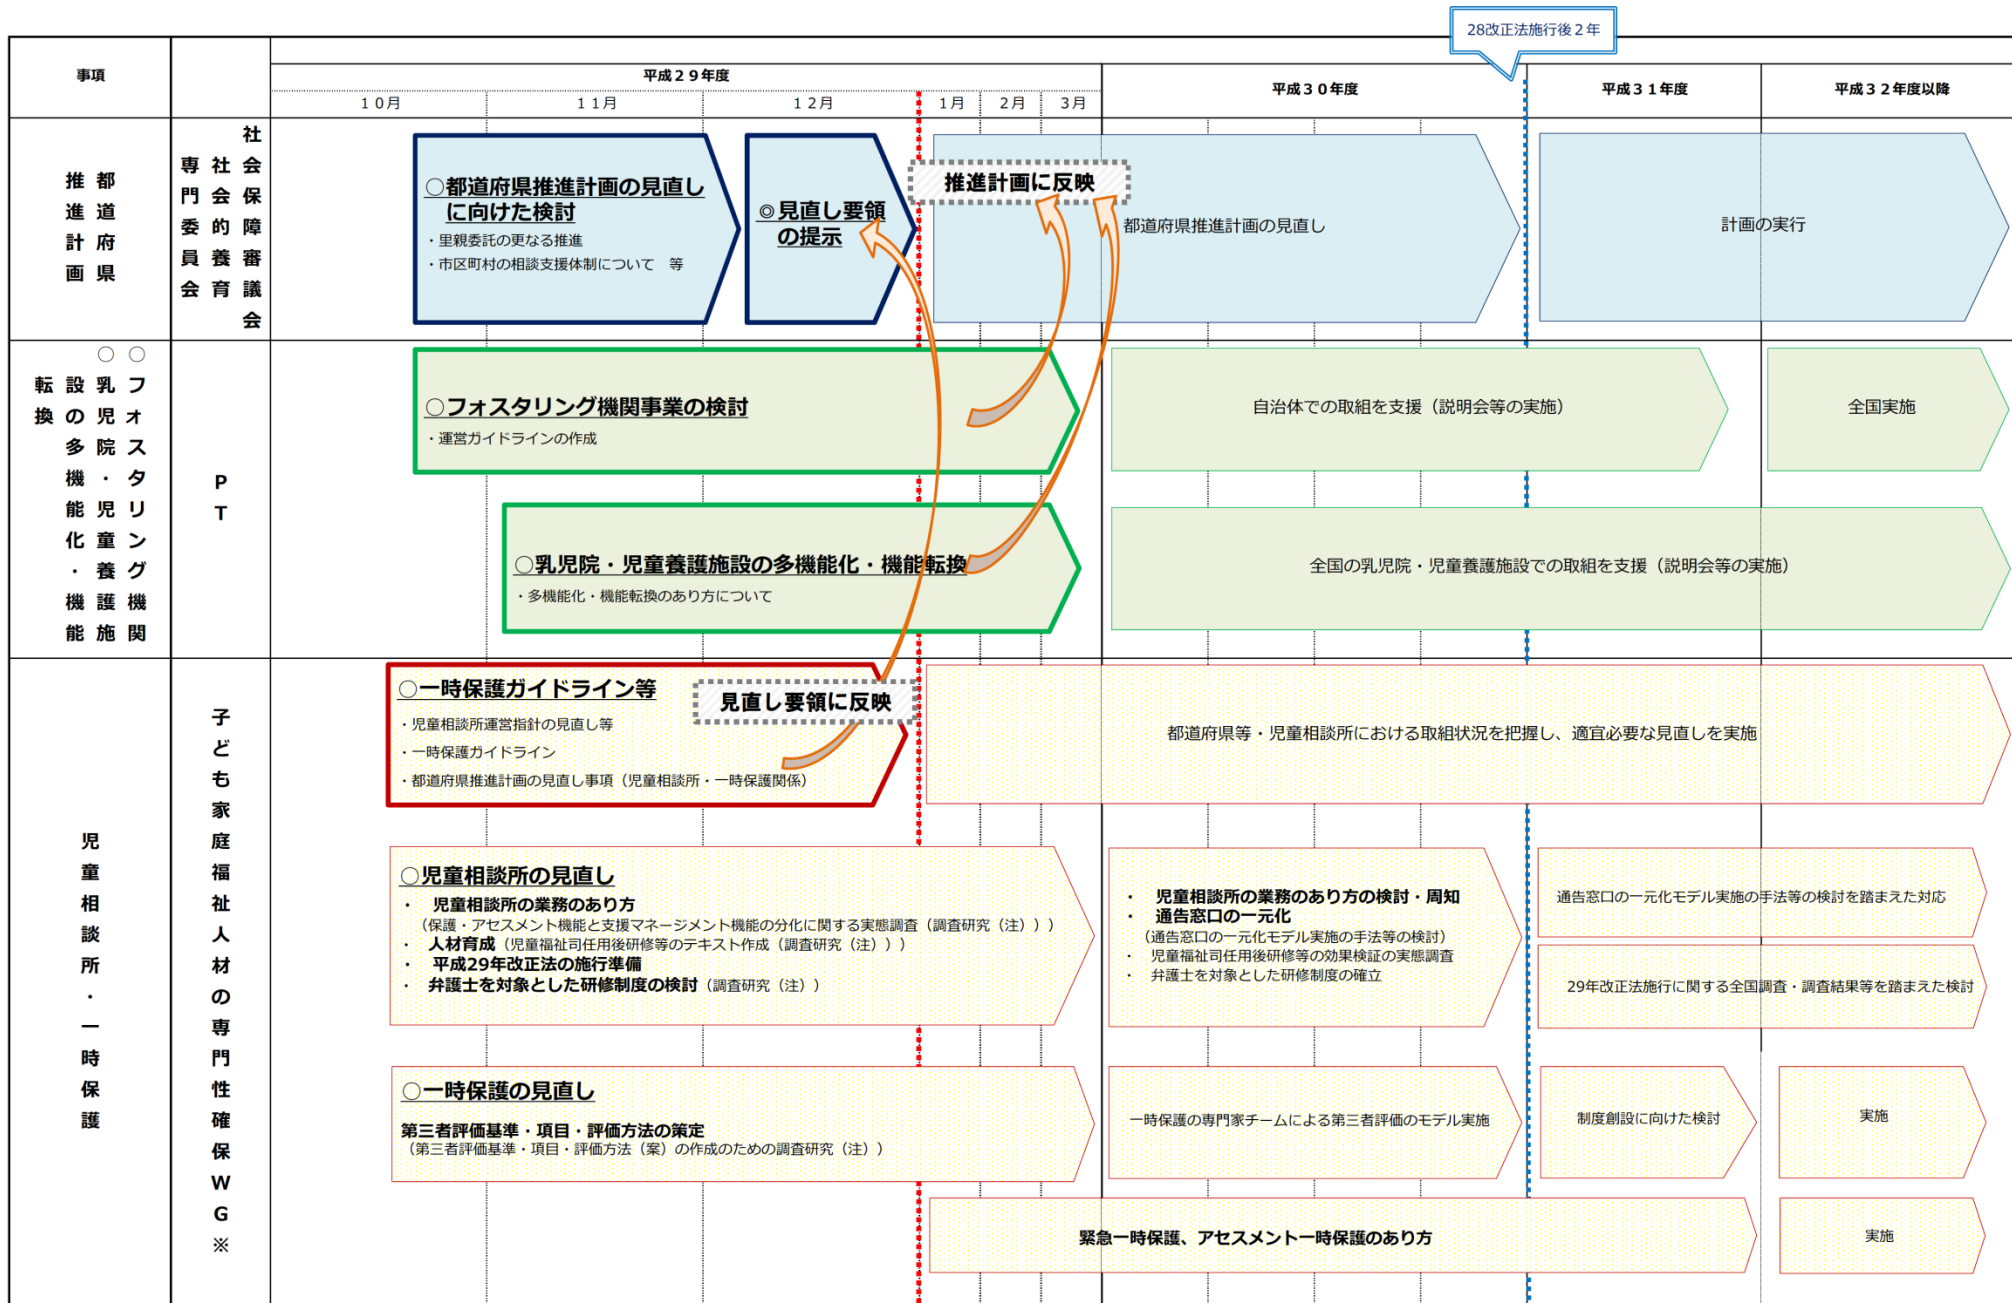 28改正法施行後２年
事項
平成２９年度
１０月
１１月
１２月
１月
２月
３月
平成３０年度
平成３１年度
平成３２年度以降
都道府県
推進計画
社会保障審議会
社会的養育
専門委員会
○都道府県推進計画の見直し
に向けた検討
・里親委託の更なる推進
・市区町村の相談支援体制について　等
◎見直し要領
の提示
推進計画に反映
都道府県推進計画の見直し
計画の実行
○フォスタリング機関
○乳児院・児童養護施
設の多機能化・機能
転換
ＰＴ
○フォスタリング機関事業の検討
・運営ガイドラインの作成
自治体での取組を支援（説明会等の実施）
全国実施
○乳児院・児童養護施設の多機能化・機能転換
・多機能化・機能転換のあり方について
全国の乳児院・児童養護施設での取組を支援（説明会等の実施）
児童相談所・一時保護
子ども家庭福祉人材の専門性確保ＷＧ※
○一時保護ガイドライン等
・児童相談所運営指針の見直し等
・一時保護ガイドライン
・都道府県推進計画の見直し事項（児童相談所・一時保護関係）
見直し要領に反映
都道府県等・児童相談所における取組状況を把握し、適宜必要な見直しを実施
○児童相談所の見直し
・　児童相談所の業務のあり方
（保護・アセスメント機能と支援マネージメント機能の分化に関する実態調査（調査研究（注）））
・　人材育成（児童福祉司任用後研修等のテキスト作成（調査研究（注）））
・　平成29年改正法の施行準備
・　弁護士を対象とした研修制度の検討（調査研究（注））
・　児童相談所の業務のあり方の検討・周知
・　通告窓口の一元化
（通告窓口の一元化モデル実施の手法等の検討）
・　児童福祉司任用後研修等の効果検証の実態調査
・　弁護士を対象とした研修制度の確立
通告窓口の一元化モデル実施の手法等の検討を踏まえた対応
29年改正法施行に関する全国調査・調査結果等を踏まえた検討
○一時保護の見直し
第三者評価基準・項目・評価方法の策定
（第三者評価基準・項目・評価方法（案）の作成のための調査研究（注））
一時保護の専門家チームによる第三者評価のモデル実施
制度創設に向けた検討
実施
緊急一時保護、アセスメント一時保護のあり方
実施